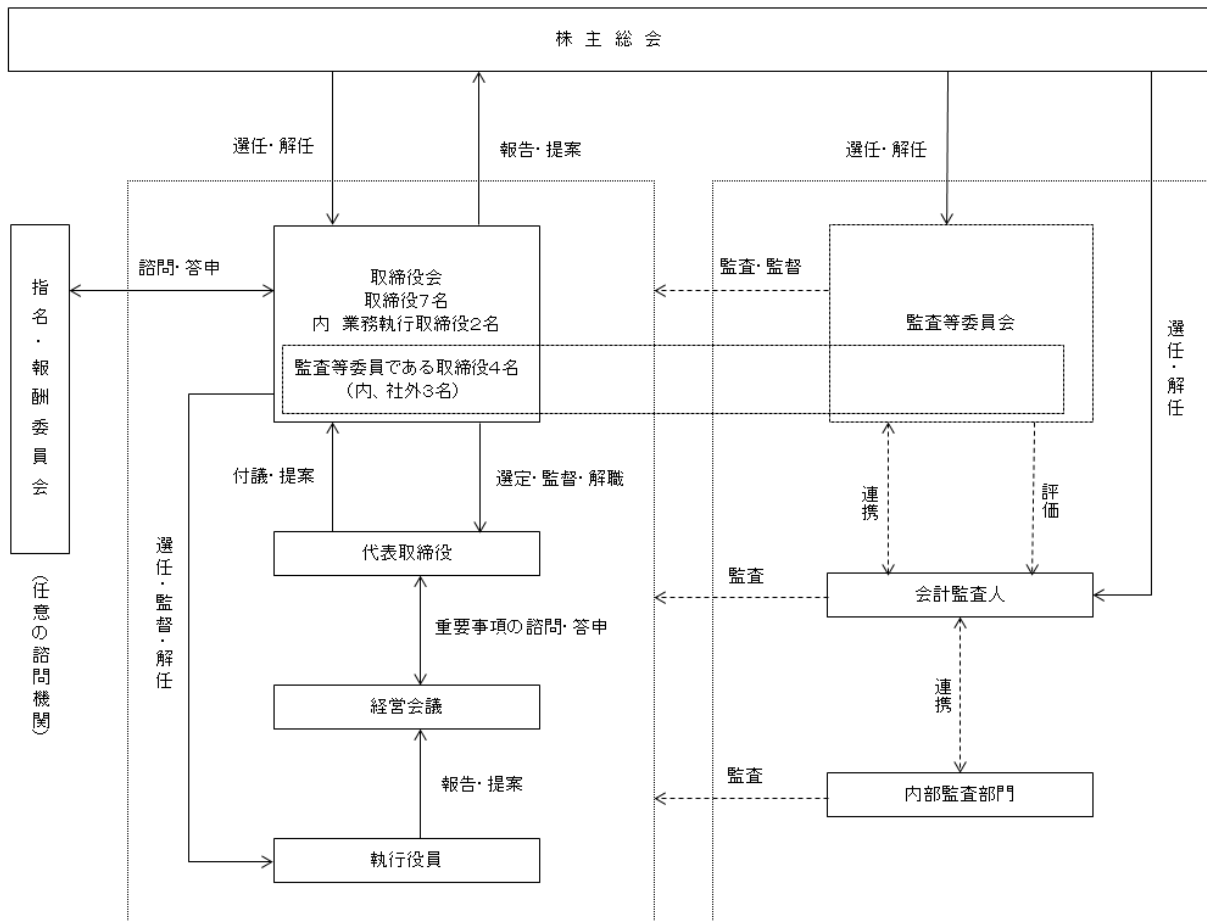 株主総会
選任・解任
報告・提案
選任・解任
選任・解任
指名・報酬委員会
(任意の諮問機関)
諮問・答申
取締役会
取締役7名
内 業務執行取締役2名
監査等委員である取締役4名
(内、社外3名)
監査・監督
監査等委員会
付議・提案
選定・監督・解職
連携
評価
選任・監督・解任
代表取締役
監査
会計監査人
重要事項の諮問・答申
連携
経営会議
報告・提案
監査
内部監査部門
執行役員